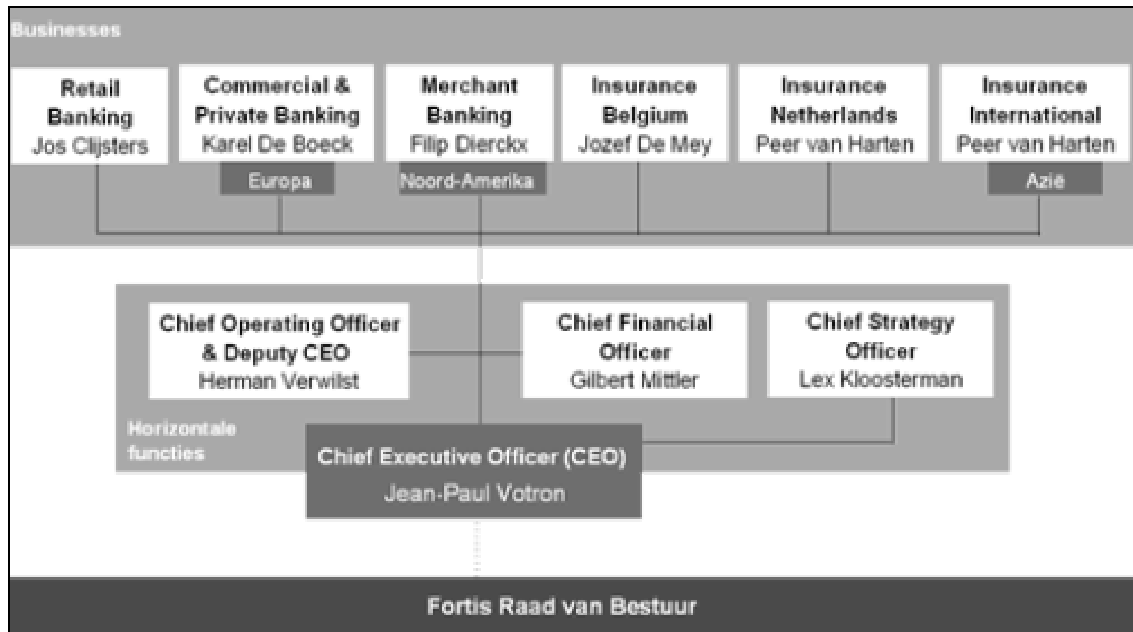 Businesses
Retail
Banking
Jos Clijsters
Commercial &
Private Banking
Karel De Boeck
Europa
Merchant
Banking
Filip Dierckx
Noord-Amerika
Insurance
Belgium
Jozef De Mey
Insurance
Netherlands
Peer van Harten
Insurance
International
Peer van Harten
Azië
Chief Operating Officer
& Deputy CEO
Herman Verwilst
Chief Financial
Officer
Gilbert Mittler
Chief Strategy
Officer
Lex Kloosterman
Horizontale
functies
Chief Executive Officer (CEO)
Jean-Paul Votron
Fortis Raad van Bestuur